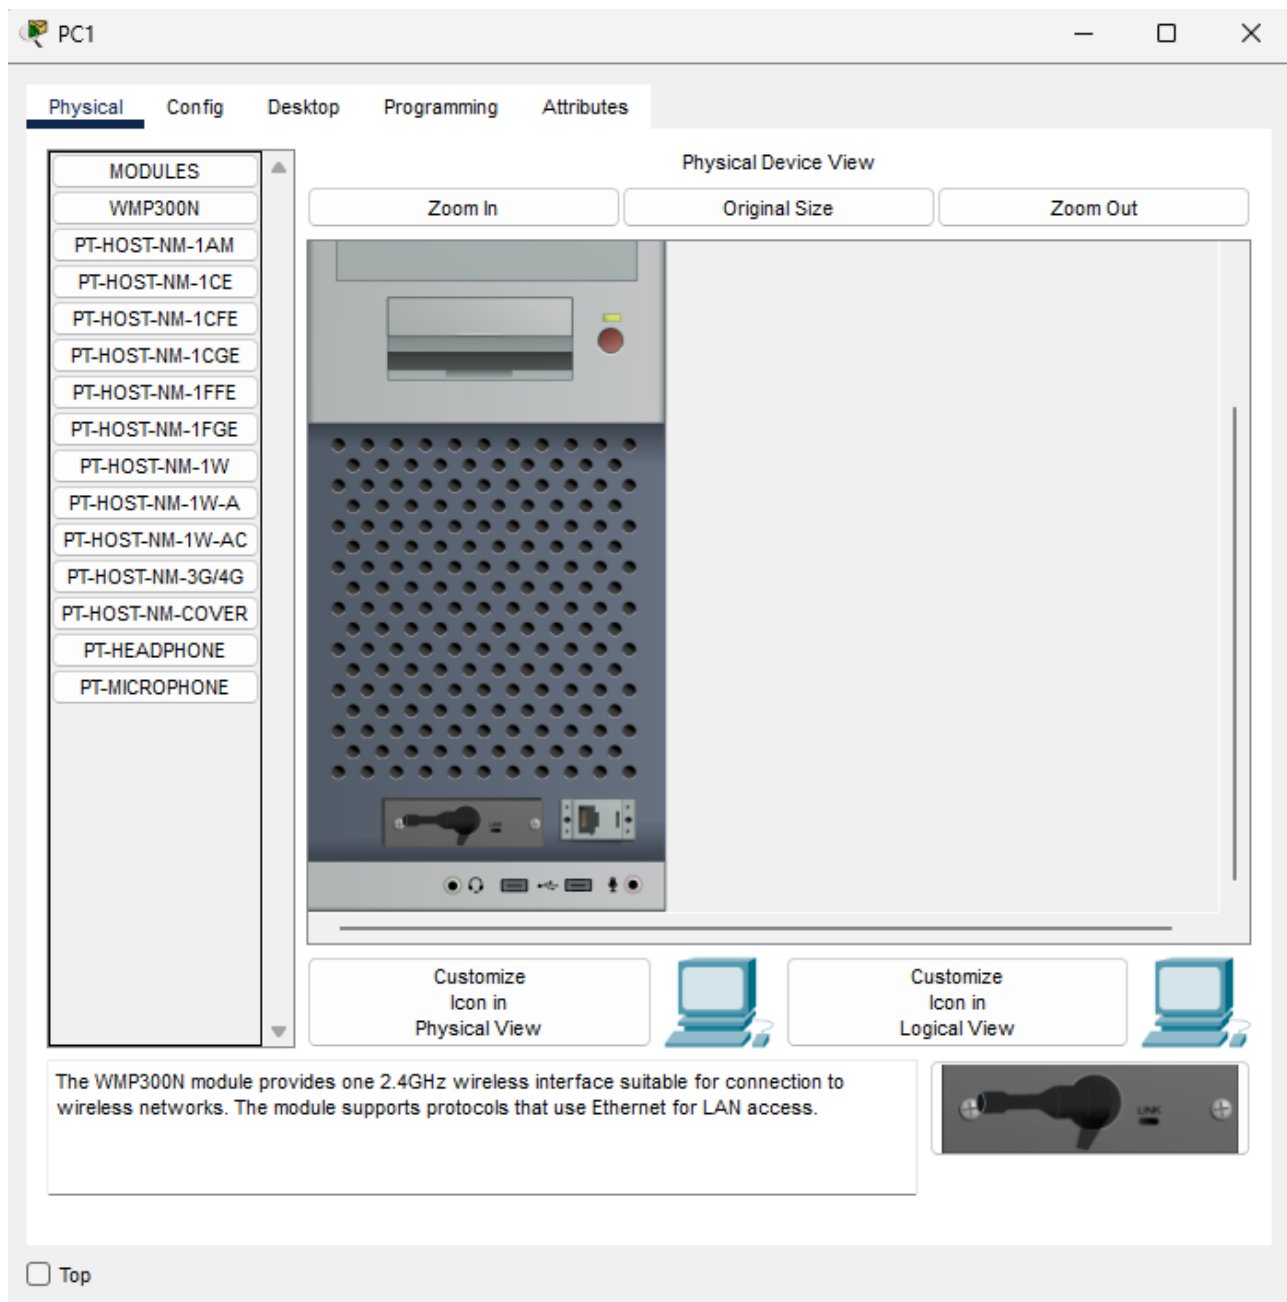 PC1
Physical Config Desktop Programming Attributes
MODULES
WMP300N
PT-HOST-NM-1AM
PT-HOST-NM-1CE
PT-HOST-NM-1CFE
PT-HOST-NM-1CGE
PT-HOST-NM-1FFE
PT-HOST-NM-1FGE
PT-HOST-NM-1W
PT-HOST-NM-1W-A
PT-HOST-NM-1W-AC
PT-HOST-NM-3G/4G
PT-HOST-NM-COVER
PT-HEADPHONE
PT-MICROPHONE
Physical Device View
Zoom In Original Size Zoom Out
Customize
Icon in
Physical View
Customize
Icon in
Logical View
The WMP300N module provides one 2.4GHz wireless interface suitable for connection to
wireless networks. The module supports protocols that use Ethernet for LAN access.
LINK
Top